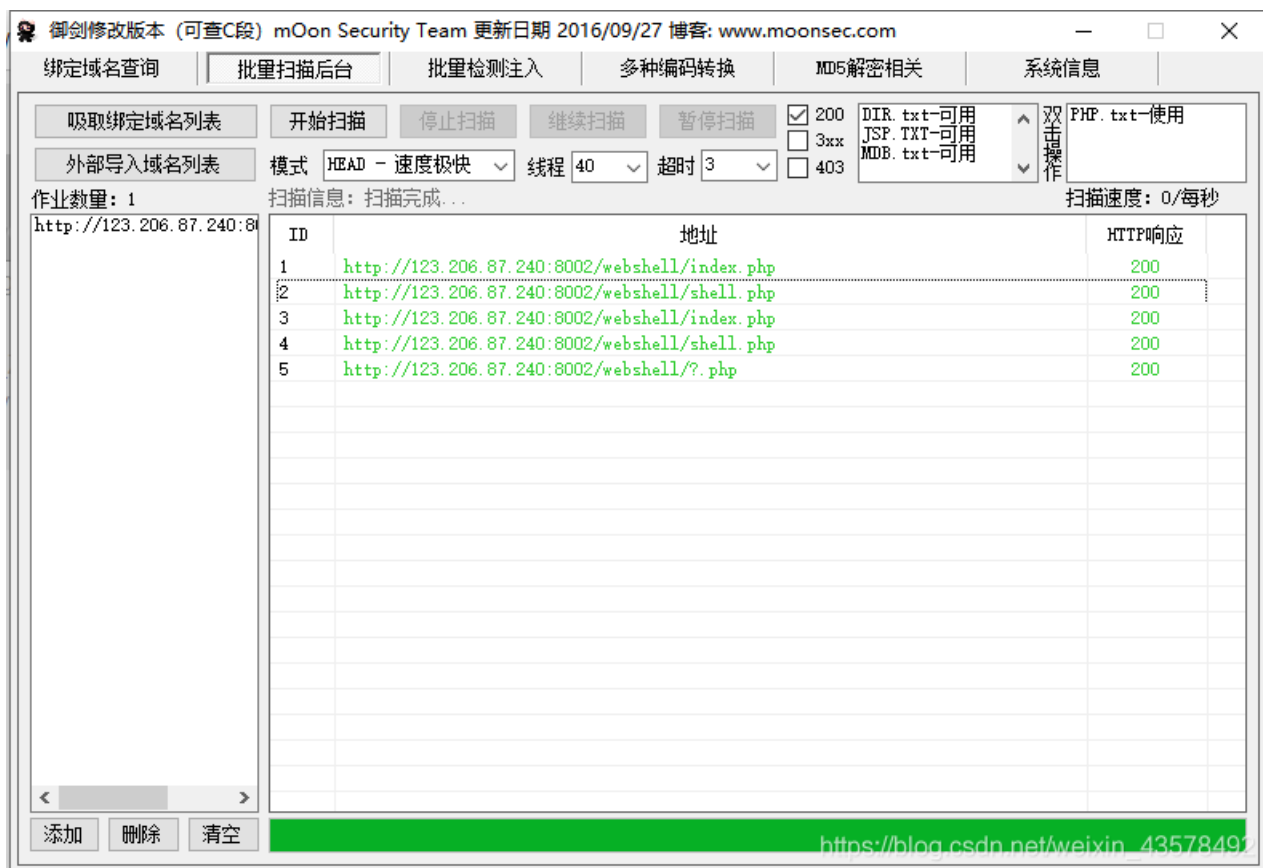 御剑修改版本（可查C段）mOon Security Team 更新日期 2016/09/27 博客: www.moonsec.com
绑定域名查询 批量扫描后台 批量检测注入 多种编码转换 MD5解密相关 系统信息
吸取绑定域名列表 开始扫描 停止扫描 继续扫描 暂停扫描 200 DIR.txt-可用 双击操作 PHP.txt-使用
3xx JSP.TXT-可用
外部导入域名列表 模式 HEAD - 速度极快 线程 40 超时 3 403 MDB.txt-可用
作业数量: 1 扫描信息: 扫描完成... 扫描速度: 0/每秒
http://123.206.87.240:80
ID 地址 HTTP响应
1 http://123.206.87.240:8002/webshell/index.php 200
2 http://123.206.87.240:8002/webshell/shell.php 200
3 http://123.206.87.240:8002/webshell/index.php 200
4 http://123.206.87.240:8002/webshell/shell.php 200
5 http://123.206.87.240:8002/webshell/?.php 200
添加 删除 清空
https://blog.csdn.net/weixin_43578492